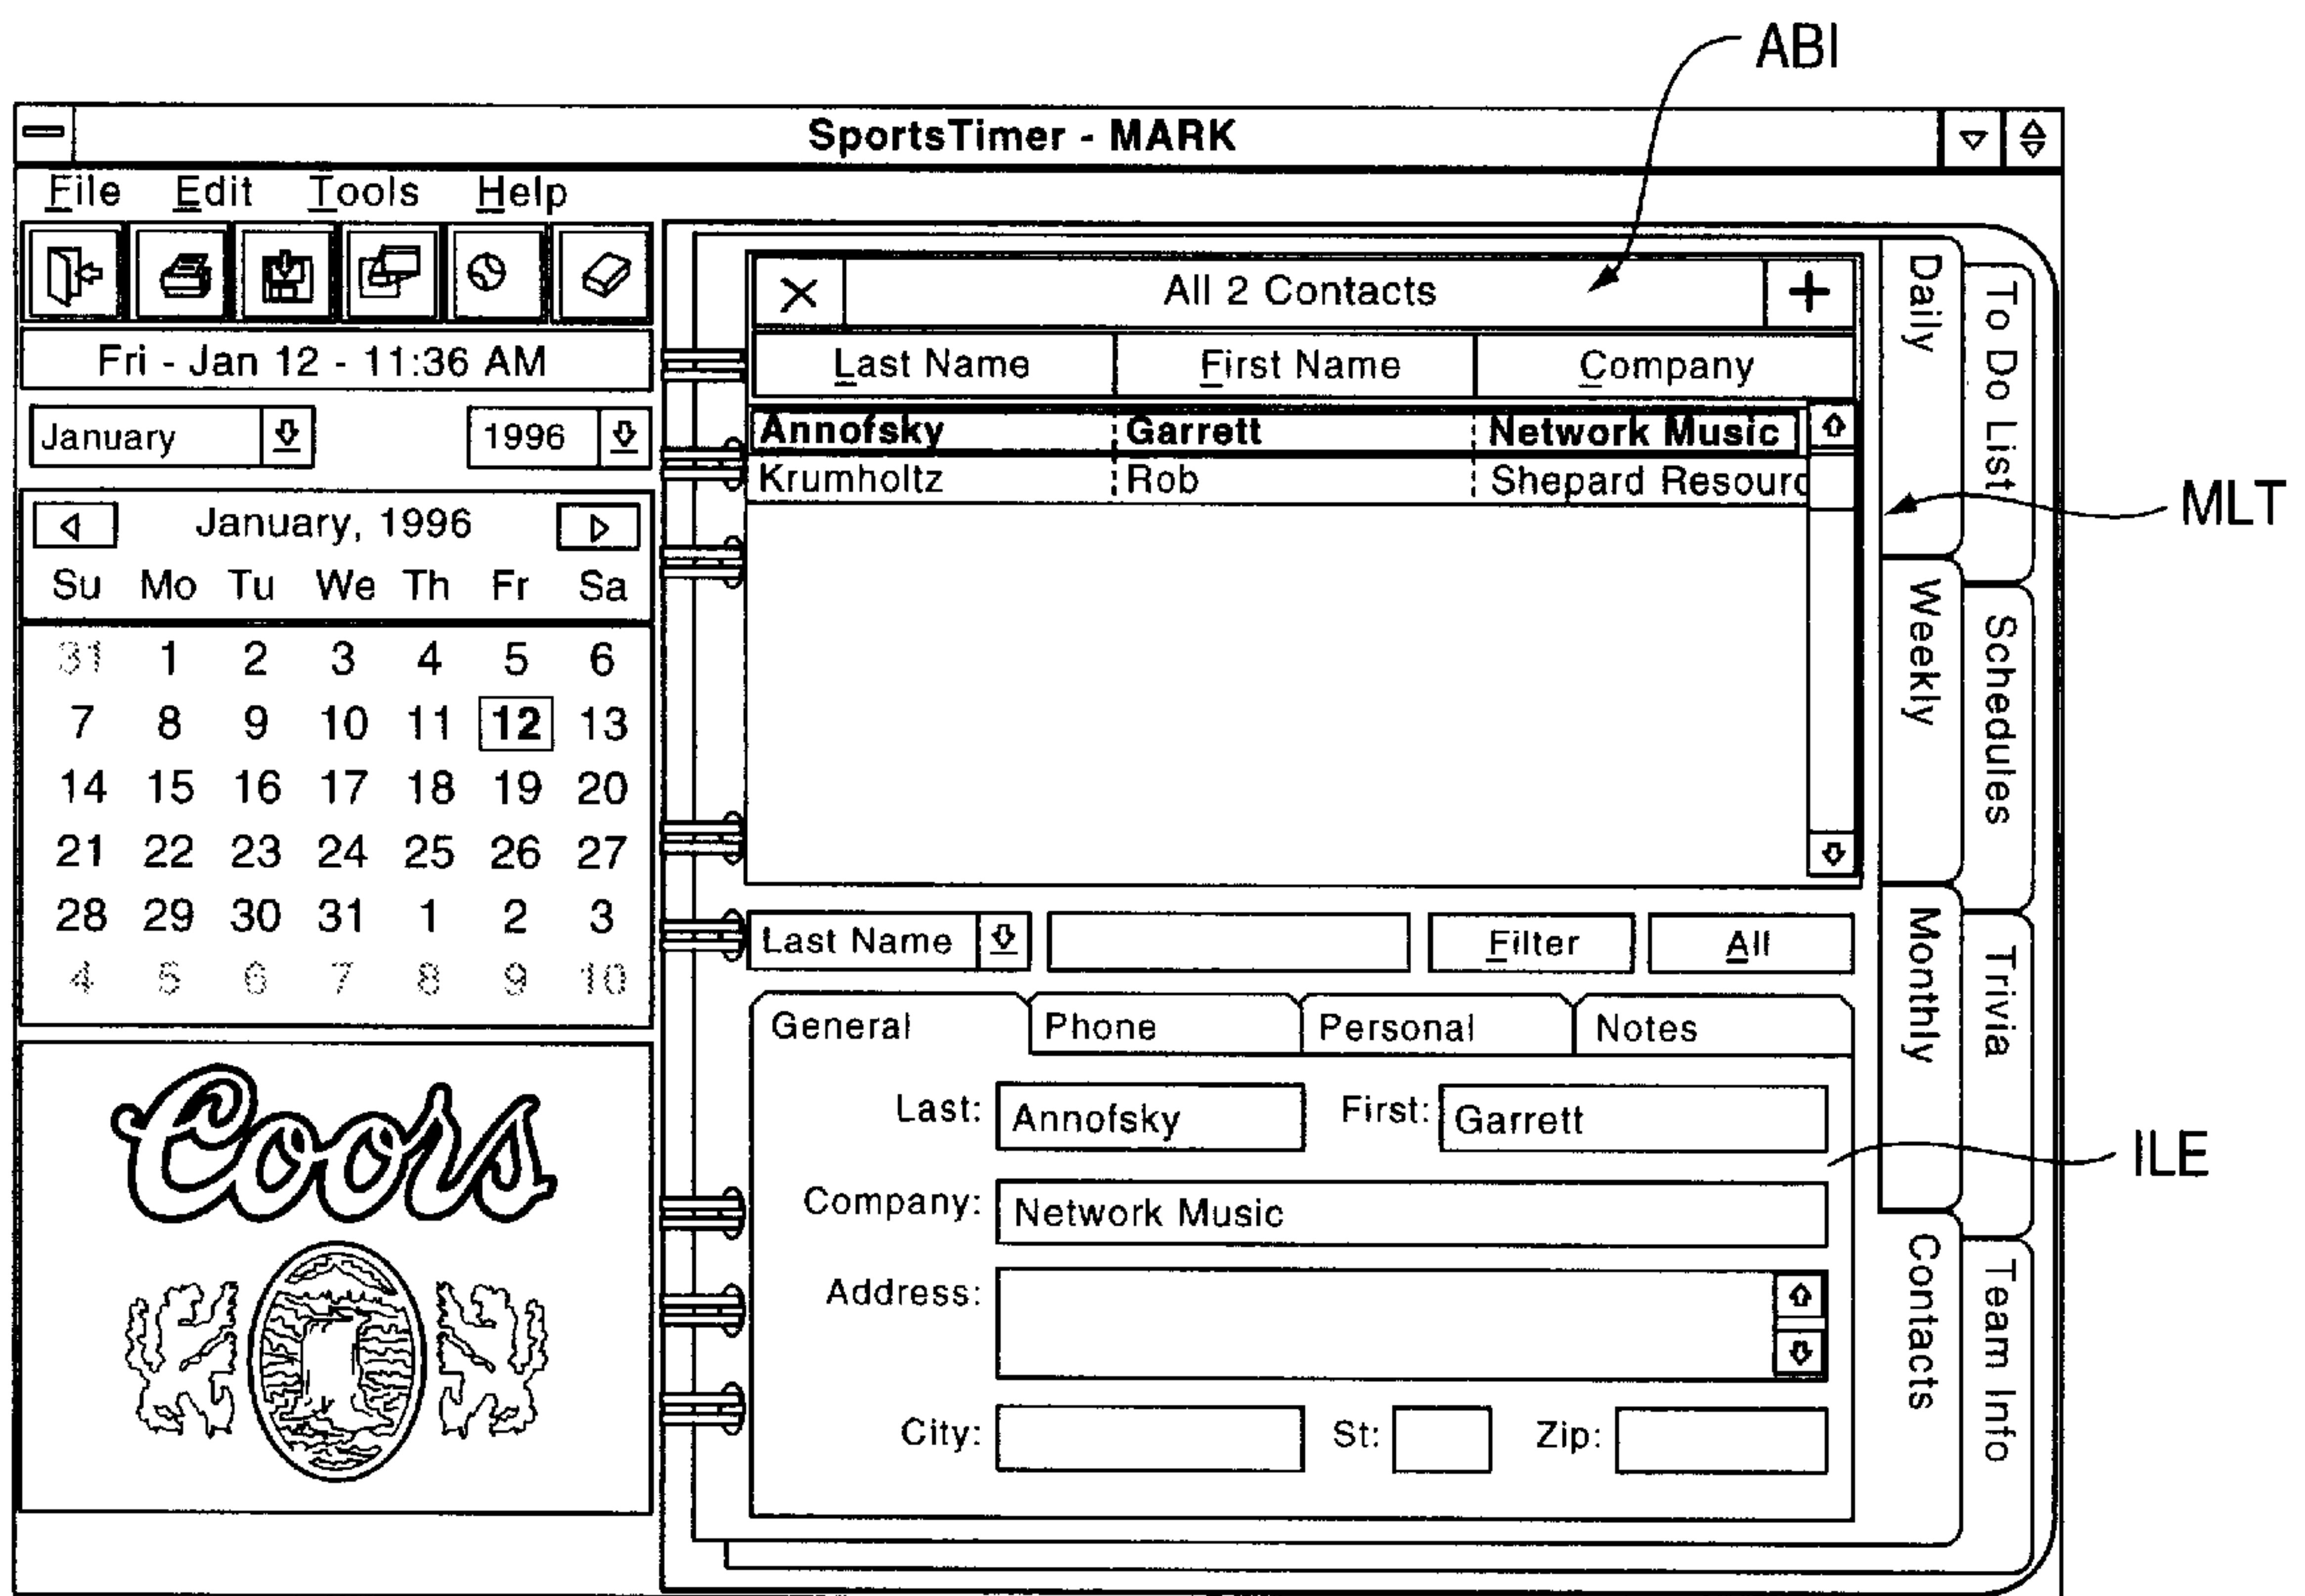 ABI
SportsTimer - MARK
File Edit Tools Help
All 2 Contacts
Fri - Jan 12 - 11:36 AM
Last Name First Name Company
January 1996
Annofsky Garrett Network Music
Krumholtz Rob Shepard Resourc
MLT
January, 1996
Su Mo Tu We Th Fr Sa
31 1 2 3 4 5 6
7 8 9 10 11 12 13
14 15 16 17 18 19 20
21 22 23 24 25 26 27
28 29 30 31 1 2 3
4 5 6 7 8 9 10
Last Name Filter All
General Phone Personal Notes
Last: Annofsky First: Garrett
Company: Network Music
Address:
City: St: Zip:
ILE
Coors
Daily
Weekly
Monthly
Contacts
To Do List
Schedules
Trivia
Team Info